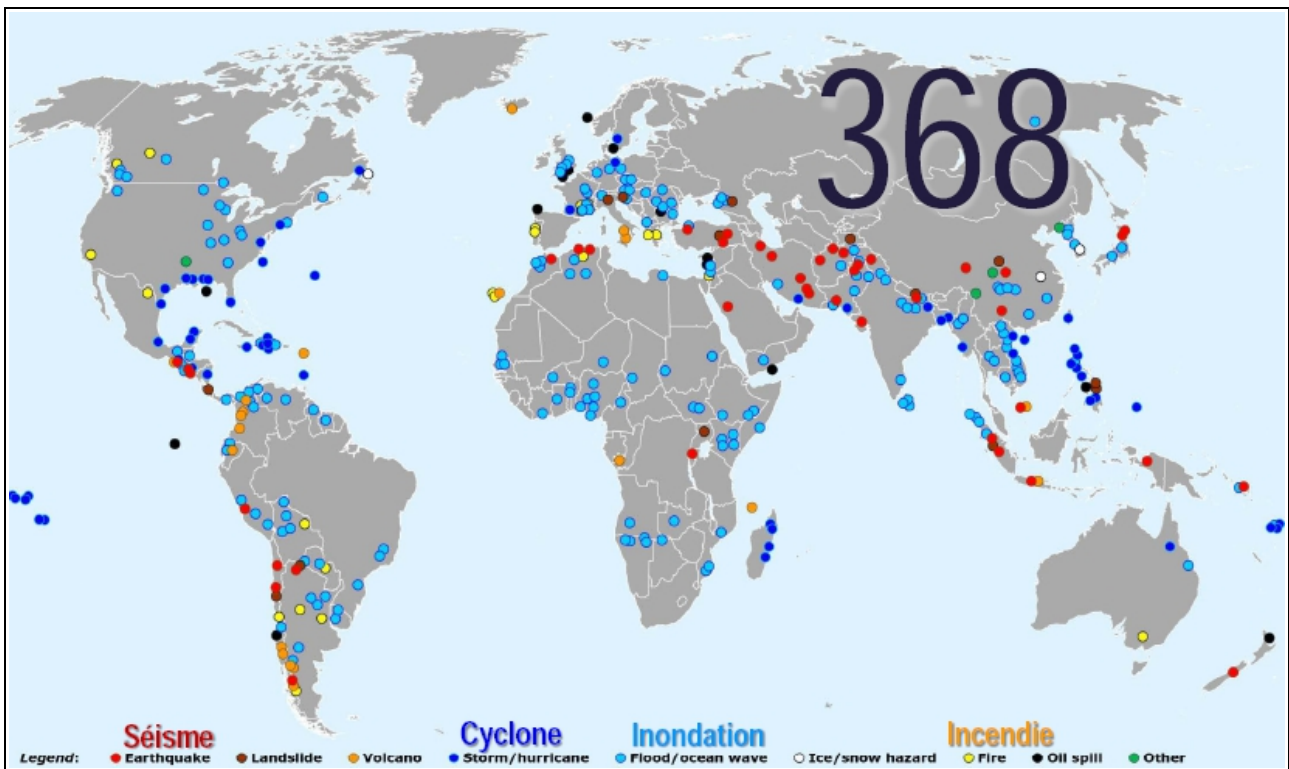 368
Séisme Cyclone Inondation Incendie
Legend: Earthquake Landslide Volcano Storm/hurricane Flood/ocean wave Ice/snow hazard Fire Oil spill Other